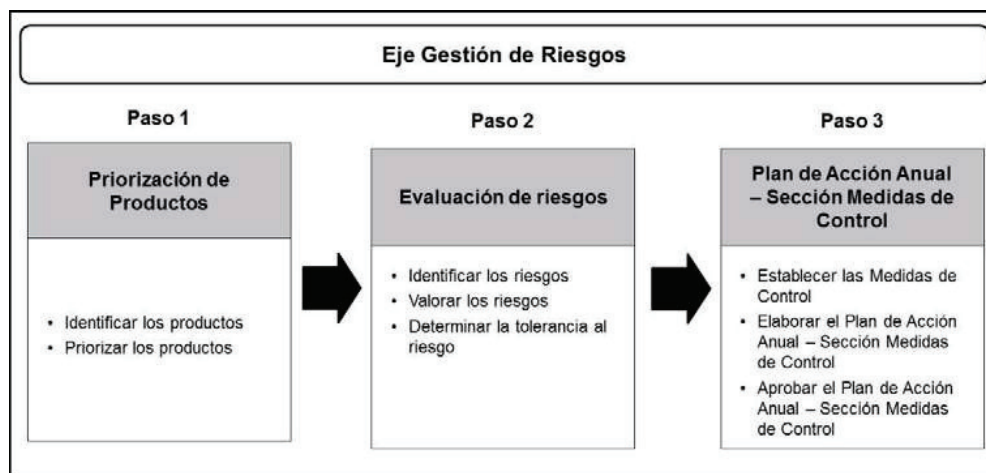 Eje Gestión de Riesgos
Paso 1
Priorización de
Productos
• Identificar los productos
• Priorizar los productos
Paso 2
Evaluación de riesgos
• Identificar los riesgos
• Valorar los riesgos
• Determinar la tolerancia al
riesgo
Paso 3
Plan de Acción Anual
– Sección Medidas de
Control
• Establecer las Medidas de
Control
• Elaborar el Plan de Acción
Anual – Sección Medidas
de Control
• Aprobar el Plan de Acción
Anual – Sección Medidas
de Control